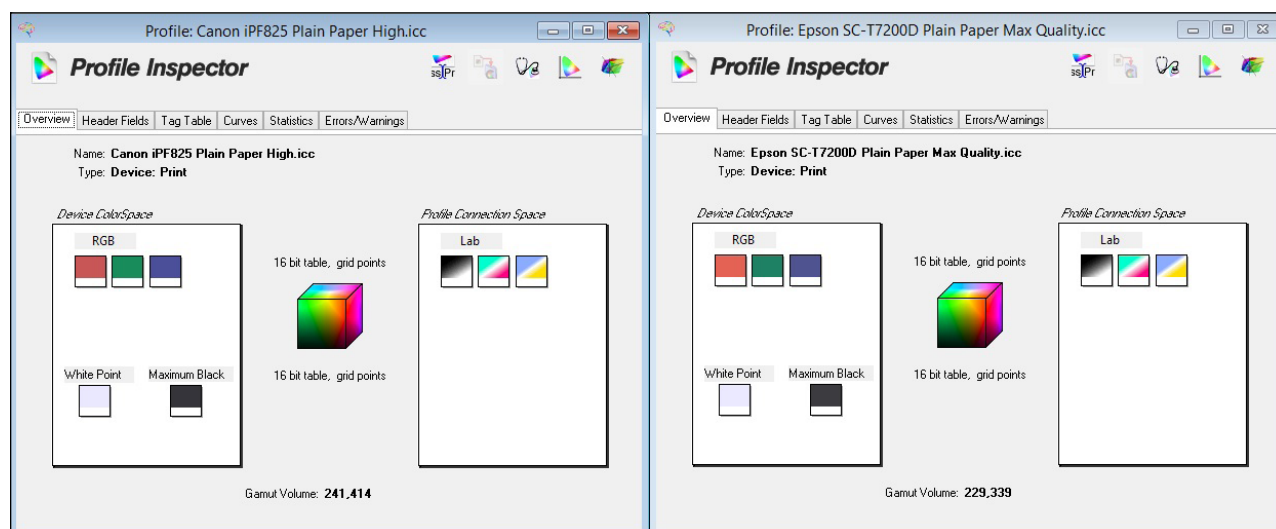 Profile: Canon iPF825 Plain Paper High.icc
Profile Inspector
ss Pr
Overview Header Fields Tag Table Curves Statistics Errors/Warnings
Name: Canon iPF825 Plain Paper High.icc
Type: Device: Print
Device ColorSpace
Profile Connection Space
RGB
Lab
16 bit table, grid points
White Point
Maximum Black
16 bit table, grid points
Gamut Volume: 241,414
Profile: Epson SC-T7200D Plain Paper Max Quality.icc
Profile Inspector
ss Pr
Overview Header Fields Tag Table Curves Statistics Errors/Warnings
Name: Epson SC-T7200D Plain Paper Max Quality.icc
Type: Device: Print
Device ColorSpace
Profile Connection Space
RGB
Lab
16 bit table, grid points
White Point
Maximum Black
16 bit table, grid points
Gamut Volume: 229,339